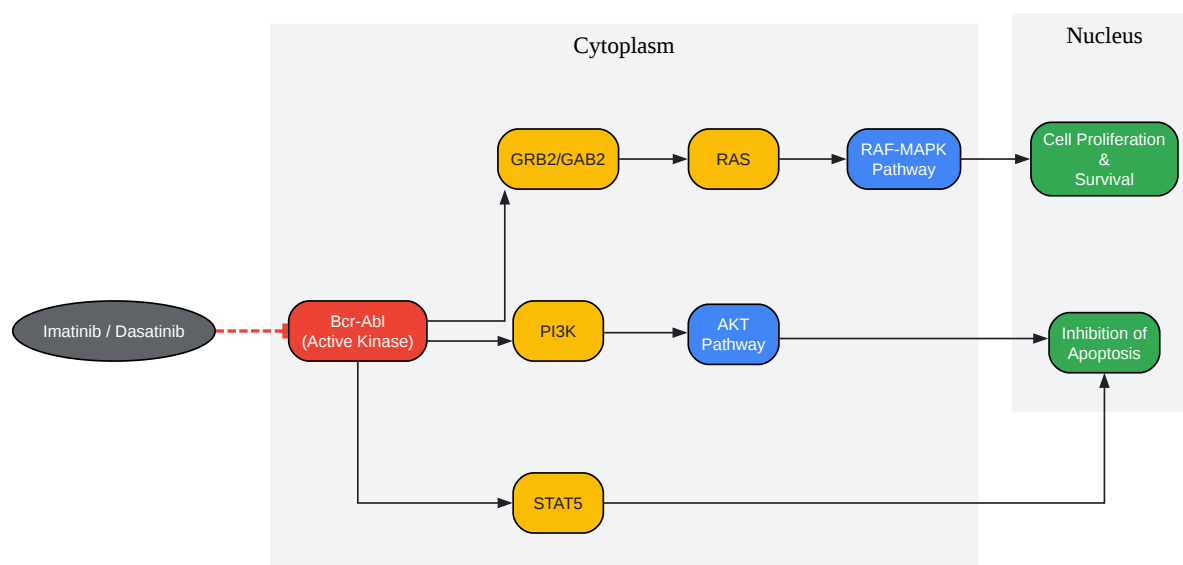 Cytoplasm
Nucleus
GRB2/GAB2
RAS
RAF-MAPK
Pathway
Cell Proliferation
&
Survival
Imatinib / Dasatinib
Bcr-Abl
(Active Kinase)
PI3K
AKT
Pathway
Inhibition of
Apoptosis
STAT5